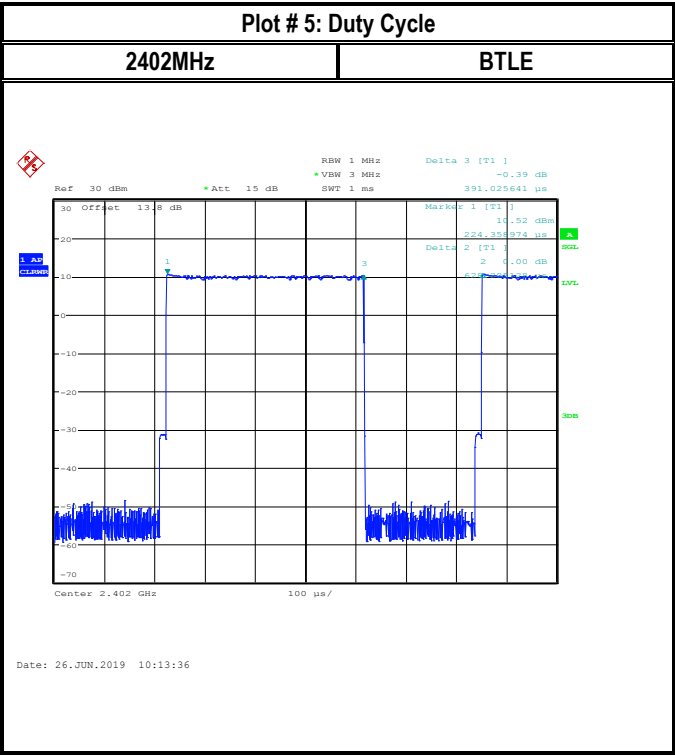 Plot # 5: Duty Cycle
2402MHz BTLE
R S
RBW 1 MHz Delta 3 [T1 ]
*VBW 3 MHz -0.39 dB
Ref 30 dBm *Att 15 dB SWT 1 ms 391.025641 µs
30 Offset 13.8 dB Marker 1 [T1 ]
10.52 dBm
224.358974 µs A
-20 Delta 2 [T1 ] SGL
1 AP 1 3 2 0.00 dB
CLRWR -10
LVL
0
-10
-20
-30 3DB
-40
-50
-60
-70
Center 2.402 GHz 100 µs/
Date: 26.JUN.2019 10:13:36